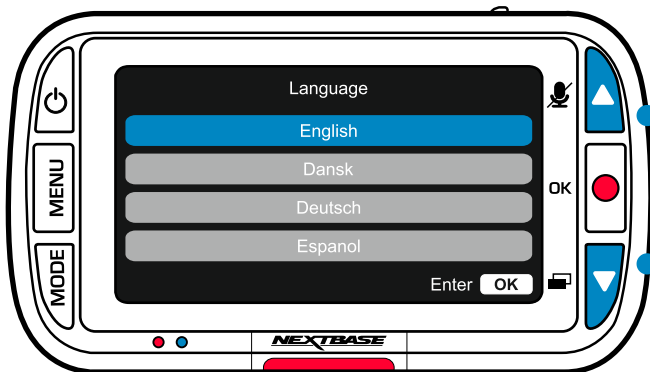 Language
English
Dansk
Deutsch
Espanol
Enter OK
MENU
MODE
OK
NEXTBASE